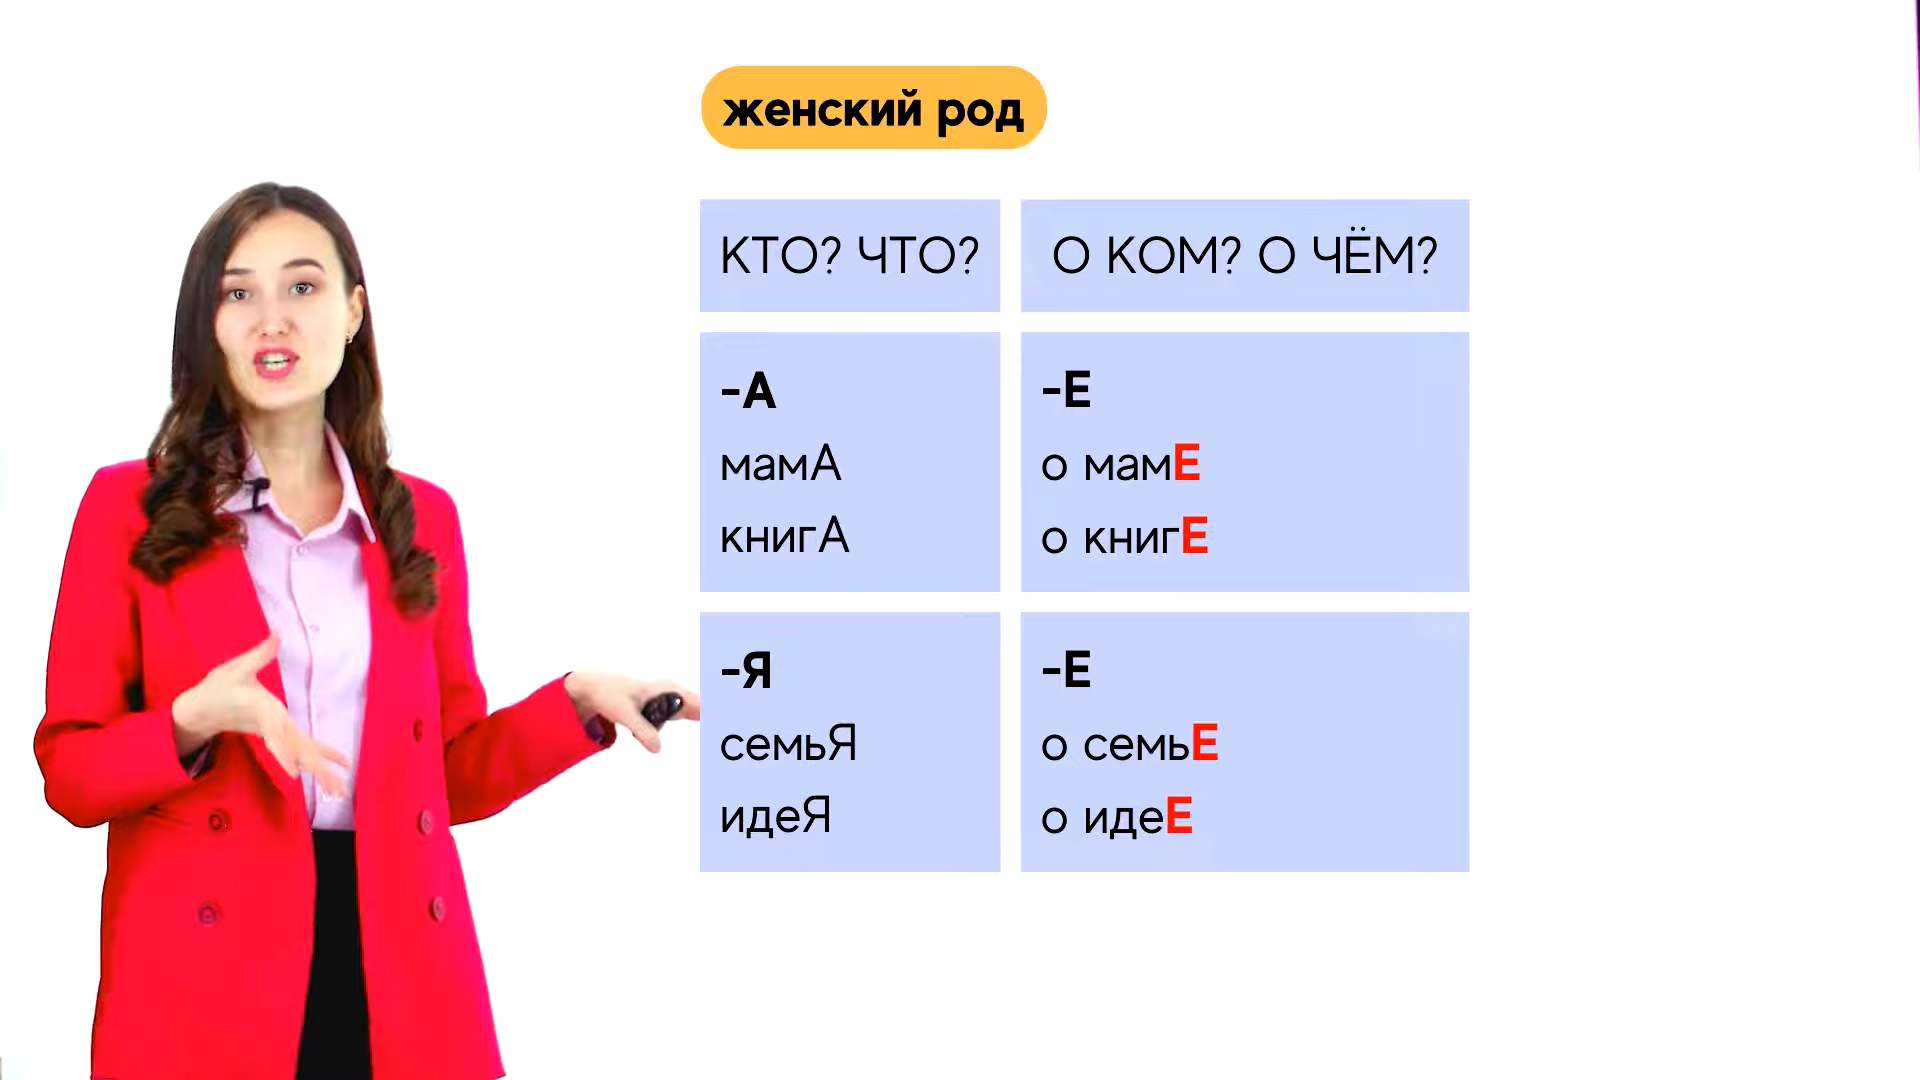 женский род
КТО? ЧТО?
О КОМ? О ЧЁМ?
-А
мамА
книгА
-Е
о мамЕ
о книгЕ
-Я
семьЯ
идеЯ
-Е
о семьЕ
о идеЕ